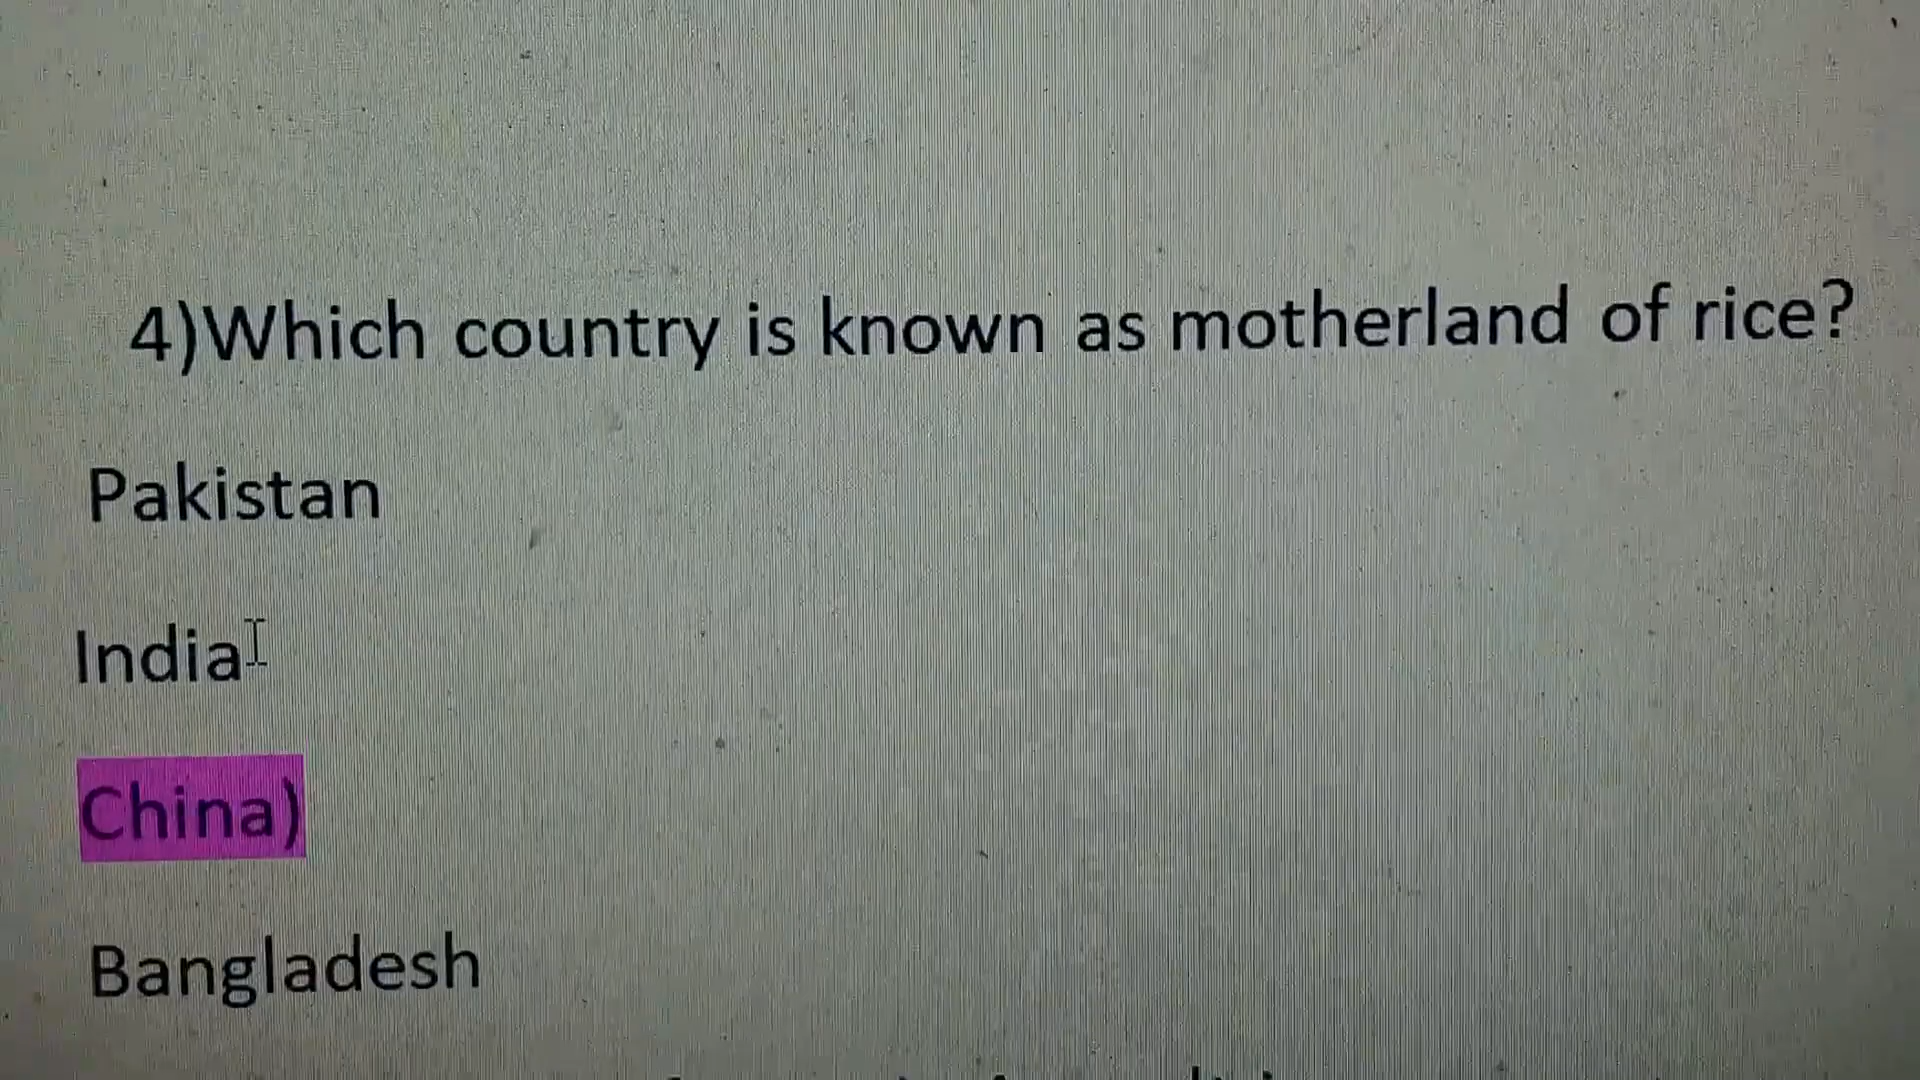 4)Which country is known as motherland of rice?
Pakistan
India
China)
Bangladesh